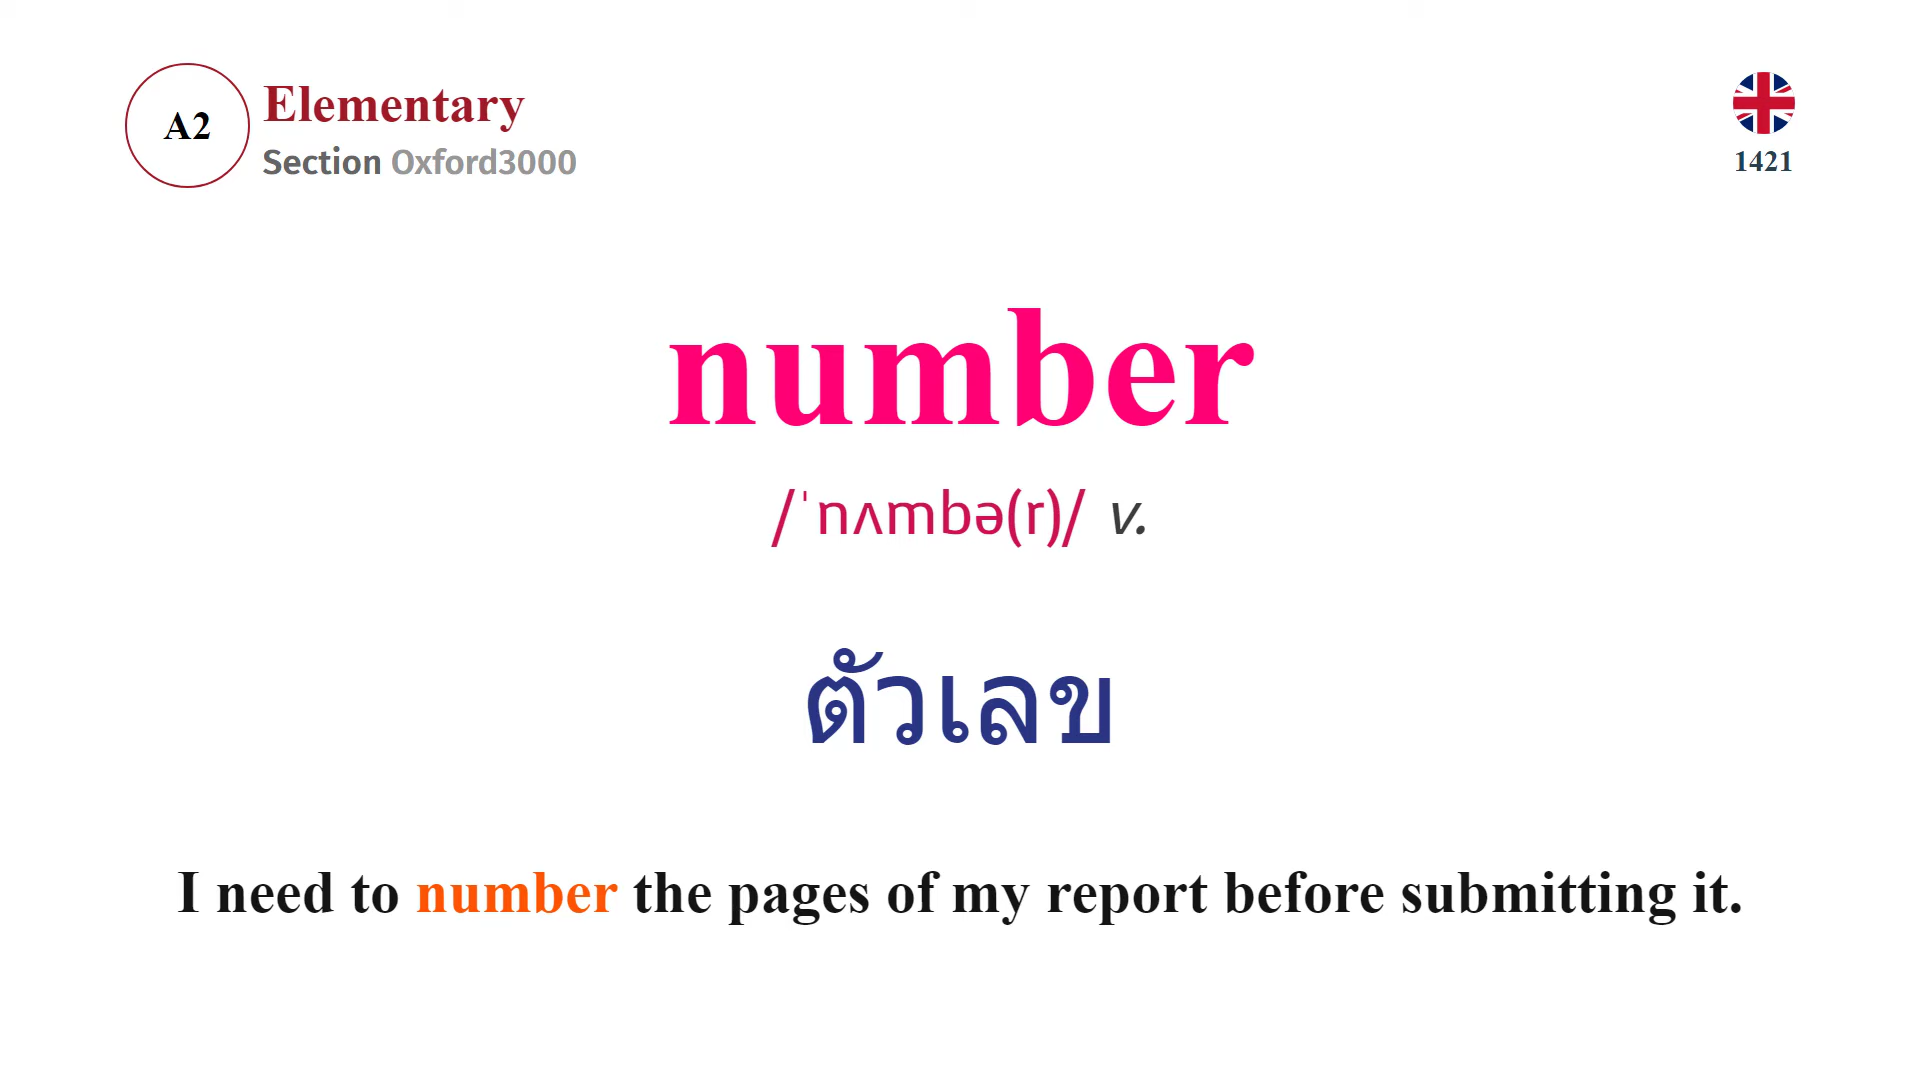 A2
Elementary
Section Oxford3000
1421
number
/ˈnʌmbə(r)/ v.
ตัวเลข
I need to number the pages of my report before submitting it.